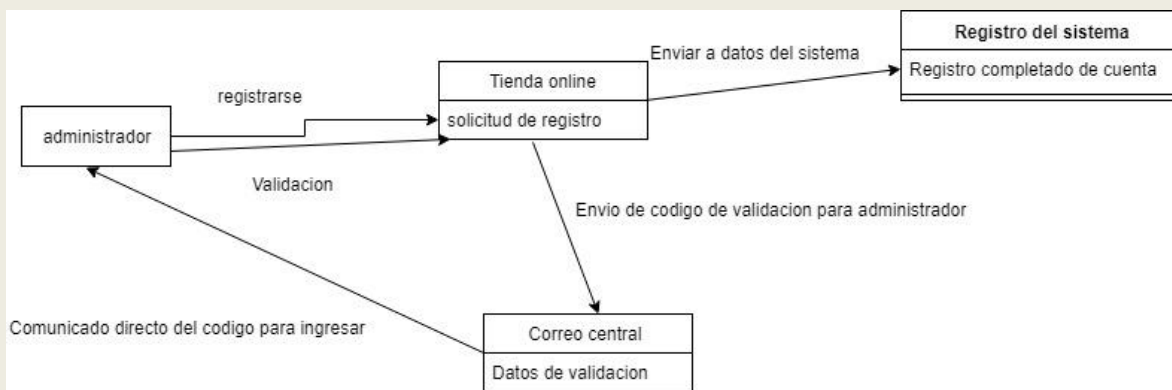 Registro del sistema
Enviar a datos del sistema
Registro completado de cuenta
Tienda online
registrarse
solicitud de registro
administrador
Validacion
Envio de codigo de validacion para administrador
Comunicado directo del codigo para ingresar
Correo central
Datos de validacion